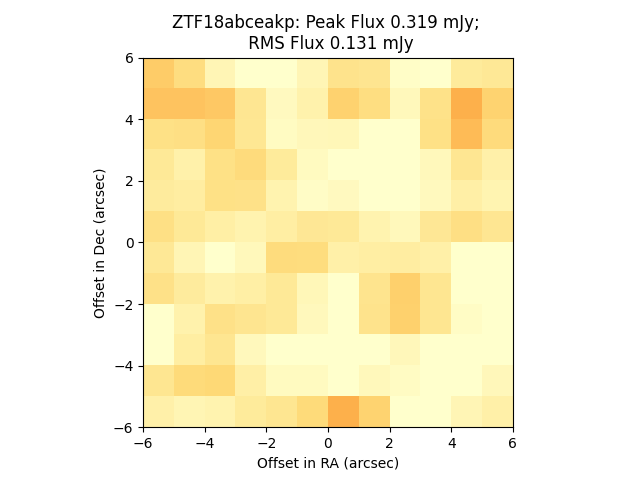 ZTF18abceakp: Peak Flux 0.319 mJy;
RMS Flux 0.131 mJy
6
4
2
0
−2
−4
−6
Offset in Dec (arcsec)
−6 −4 −2 0 2 4 6
Offset in RA (arcsec)